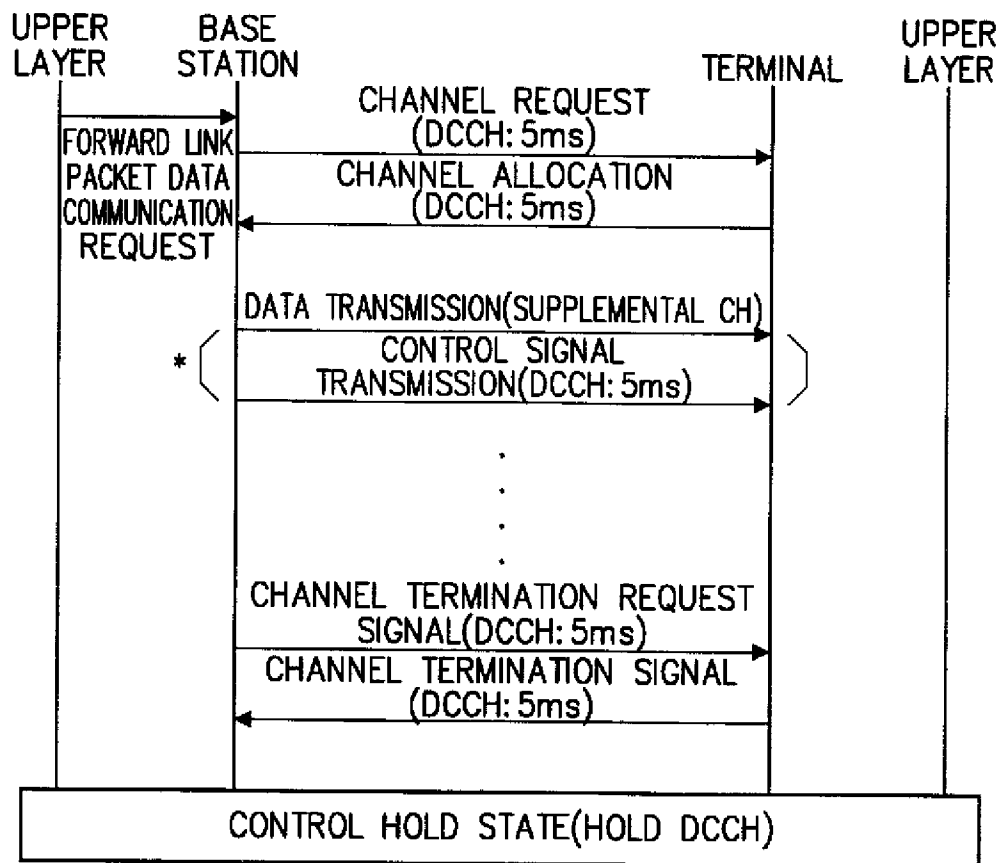 UPPER
LAYER
BASE
STATION
TERMINAL
UPPER
LAYER
CHANNEL REQUEST
(DCCH: 5ms)
FORWARD LINK
PACKET DATA
COMMUNICATION
REQUEST
CHANNEL ALLOCATION
(DCCH: 5ms)
DATA TRANSMISSION(SUPPLEMENTAL CH)
*
CONTROL SIGNAL
TRANSMISSION(DCCH: 5ms)
CHANNEL TERMINATION REQUEST
SIGNAL(DCCH: 5ms)
CHANNEL TERMINATION SIGNAL
(DCCH: 5ms)
CONTROL HOLD STATE(HOLD DCCH)